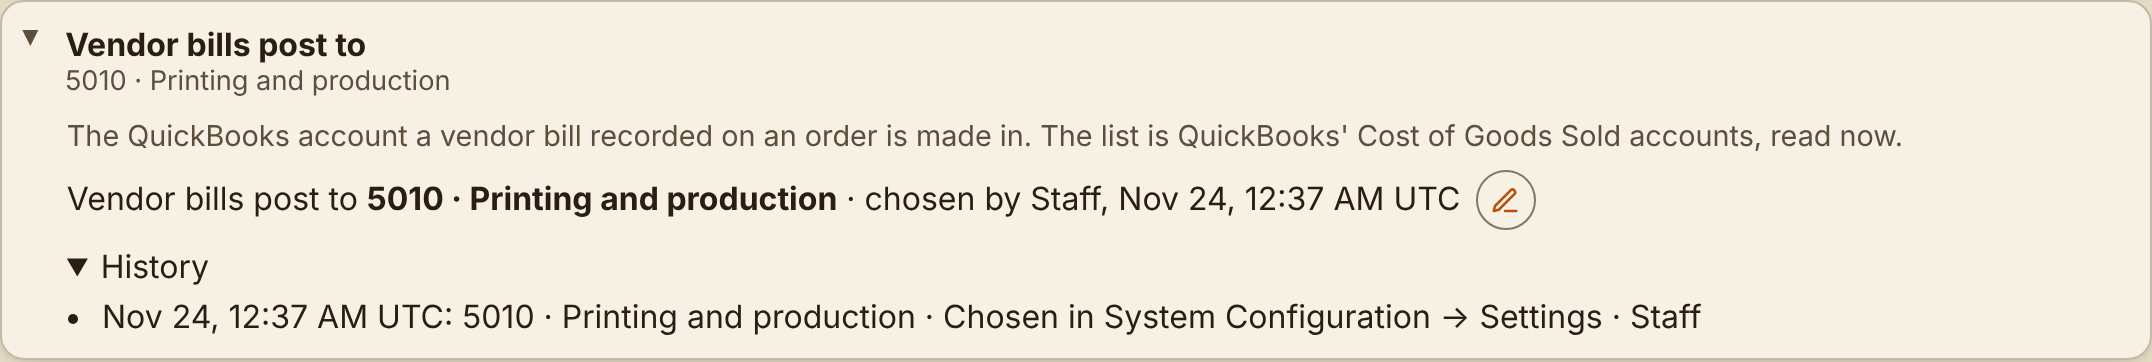 Vendor bills post to
5010 · Printing and production
The QuickBooks account a vendor bill recorded on an order is made in. The list is QuickBooks' Cost of Goods Sold accounts, read now.
Vendor bills post to 5010 · Printing and production · chosen by Staff, Nov 24, 12:37 AM UTC
History
• Nov 24, 12:37 AM UTC: 5010 · Printing and production · Chosen in System Configuration → Settings · Staff